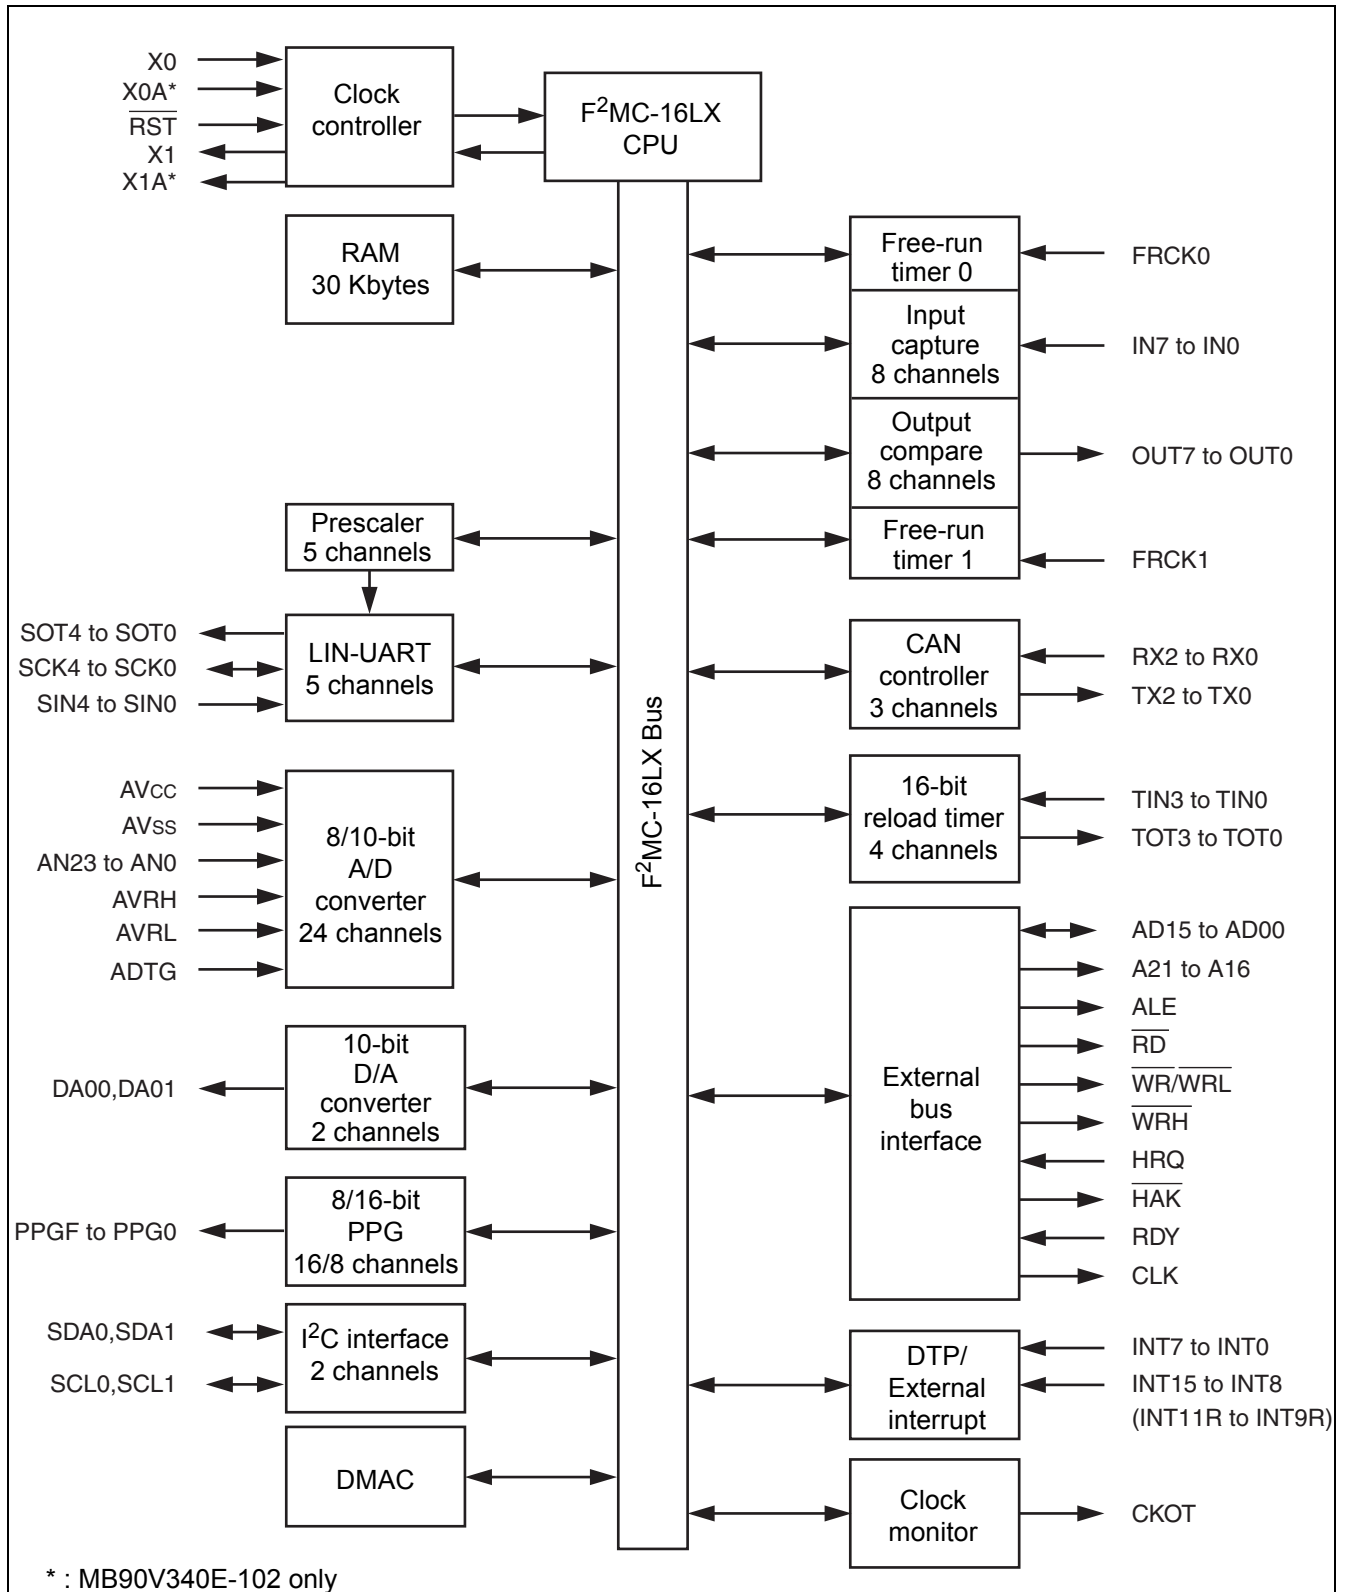 X0
X0A*
RST
X1
X1A*
Clock
controller
F2MC-16LX
CPU
RAM
30 Kbytes
Prescaler
5 channels
SOT4 to SOT0
SCK4 to SCK0
SIN4 to SIN0
LIN-UART
5 channels
AVCC
AVSS
AN23 to AN0
AVRH
AVRL
ADTG
8/10-bit
A/D
converter
24 channels
DA00,DA01
10-bit
D/A
converter
2 channels
PPGF to PPG0
8/16-bit
PPG
16/8 channels
SDA0,SDA1
SCL0,SCL1
I2C interface
2 channels
DMAC
F2MC-16LX Bus
Free-run
timer 0
FRCK0
Input
capture
8 channels
IN7 to IN0
Output
compare
8 channels
OUT7 to OUT0
Free-run
timer 1
FRCK1
CAN
controller
3 channels
RX2 to RX0
TX2 to TX0
16-bit
reload timer
4 channels
TIN3 to TIN0
TOT3 to TOT0
External
bus
interface
AD15 to AD00
A21 to A16
ALE
RD
WR/WRL
WRH
HRQ
HAK
RDY
CLK
DTP/
External
interrupt
INT7 to INT0
INT15 to INT8
(INT11R to INT9R)
Clock
monitor
CKOT
* : MB90V340E-102 only